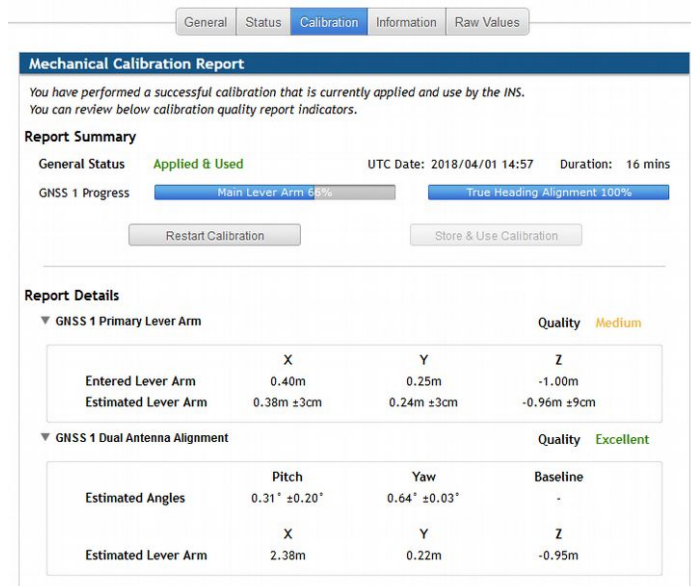 General Status Calibration Information Raw Values
Mechanical Calibration Report
You have performed a successful calibration that is currently applied and use by the INS.
You can review below calibration quality report indicators.
Report Summary
General Status Applied & Used UTC Date: 2018/04/01 14:57 Duration: 16 mins
GNSS 1 Progress Main Lever Arm 66% True Heading Alignment 100%
Restart Calibration Store & Use Calibration
Report Details
▼ GNSS 1 Primary Lever Arm Quality Medium
X Y Z
Entered Lever Arm 0.40m 0.25m -1.00m
Estimated Lever Arm 0.38m ±3cm 0.24m ±3cm -0.96m ±9cm
▼ GNSS 1 Dual Antenna Alignment Quality Excellent
Pitch Yaw Baseline
Estimated Angles 0.31° ±0.20° 0.64° ±0.03° -
X Y Z
Estimated Lever Arm 2.38m 0.22m -0.95m